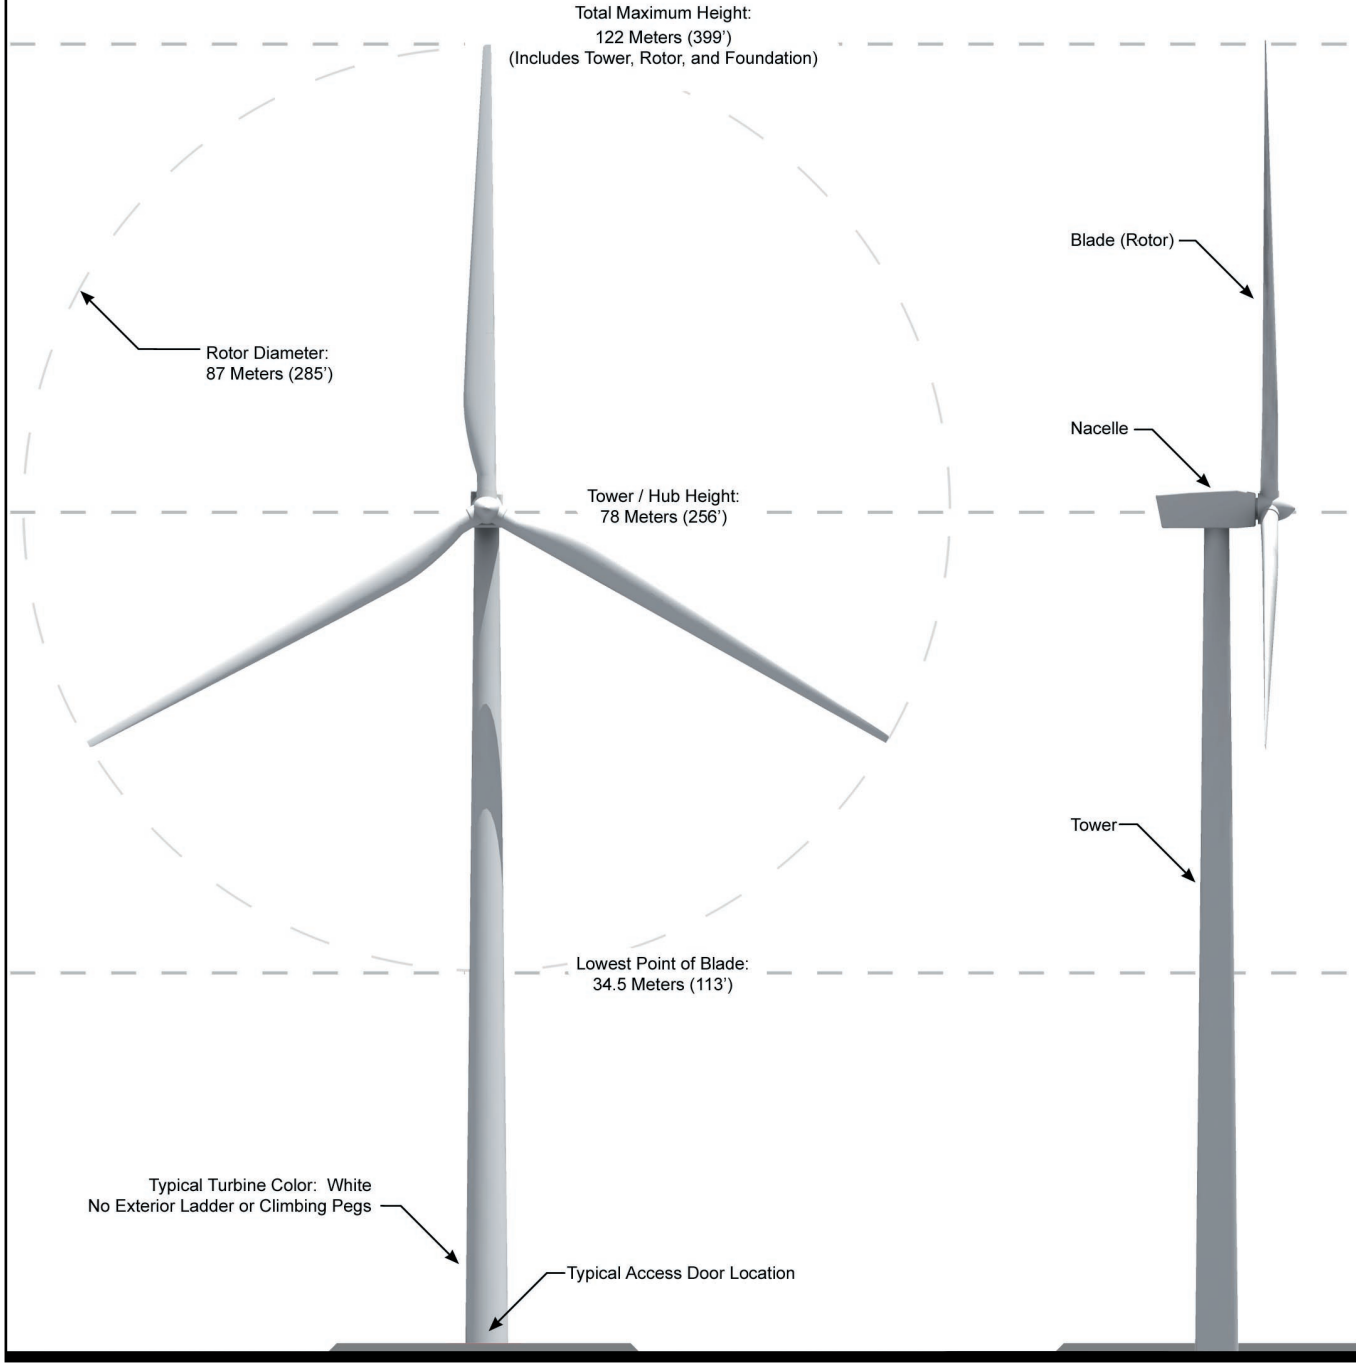 Total Maximum Height:
122 Meters (399’)
(Includes Tower, Rotor, and Foundation)
Blade (Rotor)
Rotor Diameter:
87 Meters (285’)
Nacelle
Tower / Hub Height:
78 Meters (256’)
Tower
Lowest Point of Blade:
34.5 Meters (113’)
Typical Turbine Color:  White
No Exterior Ladder or Climbing Pegs
Typical Access Door Location